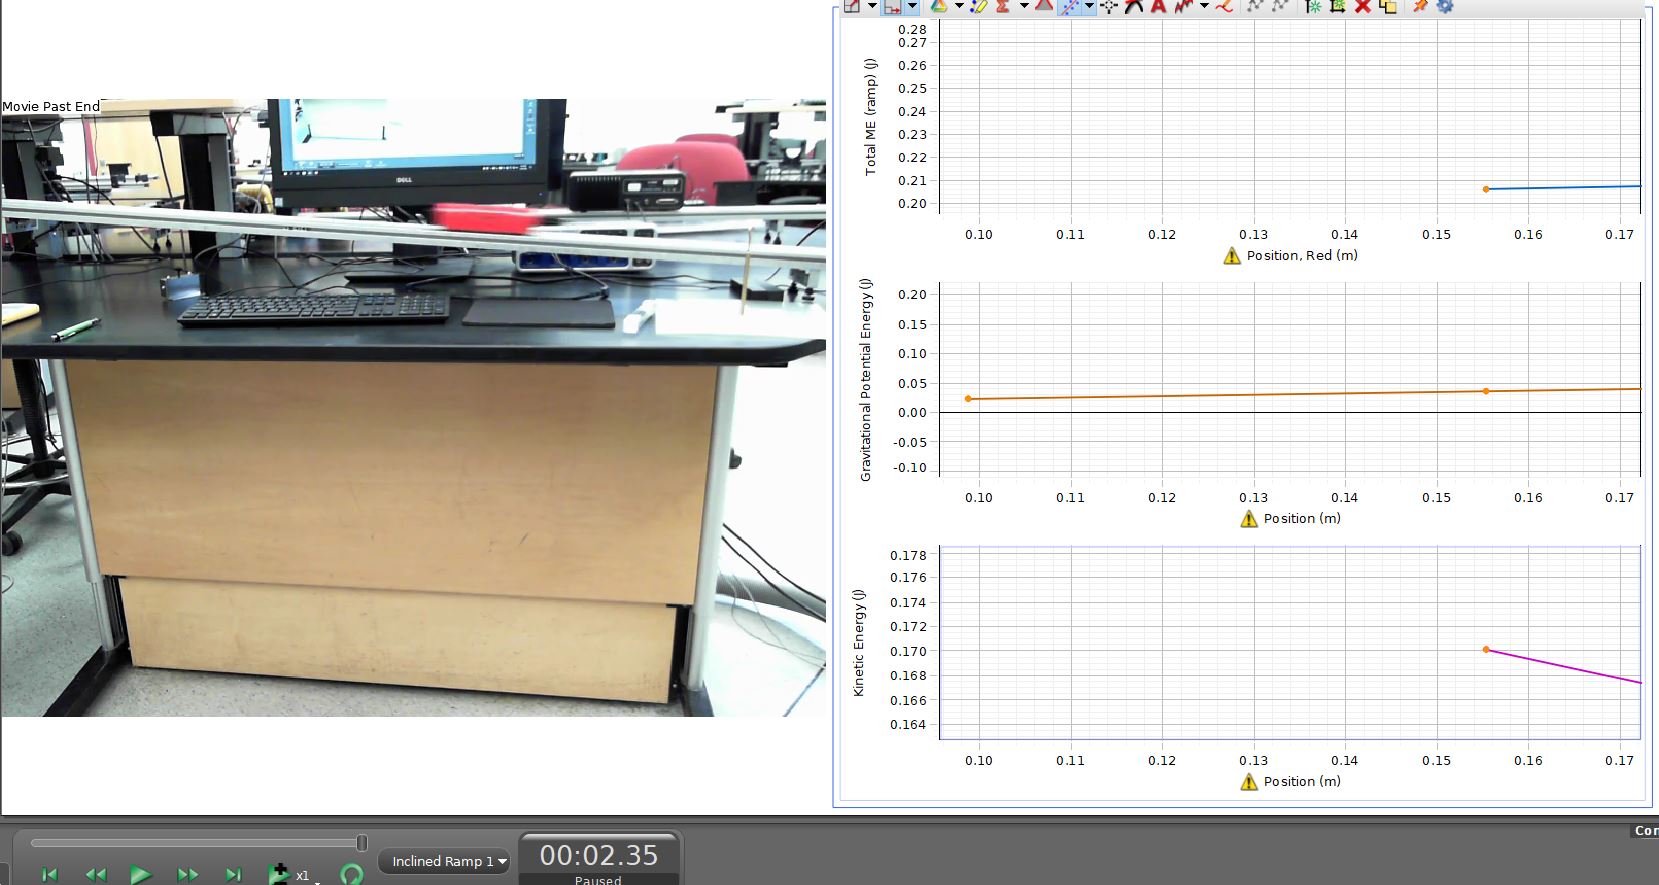 Movie Past End
DELL
0.28
0.27
0.26
0.25
0.24
0.23
0.22
0.21
0.20
Total ME (ramp) (J)
0.10 0.11 0.12 0.13 0.14 0.15 0.16 0.17
Position, Red (m)
0.20
0.15
0.10
0.05
0.00
-0.05
-0.10
Gravitational Potential Energy (J)
0.10 0.11 0.12 0.13 0.14 0.15 0.16 0.17
Position (m)
0.178
0.176
0.174
0.172
0.170
0.168
0.166
0.164
Kinetic Energy (J)
0.10 0.11 0.12 0.13 0.14 0.15 0.16 0.17
Position (m)
Con
x1
Inclined Ramp 1
00:02.35
Paused